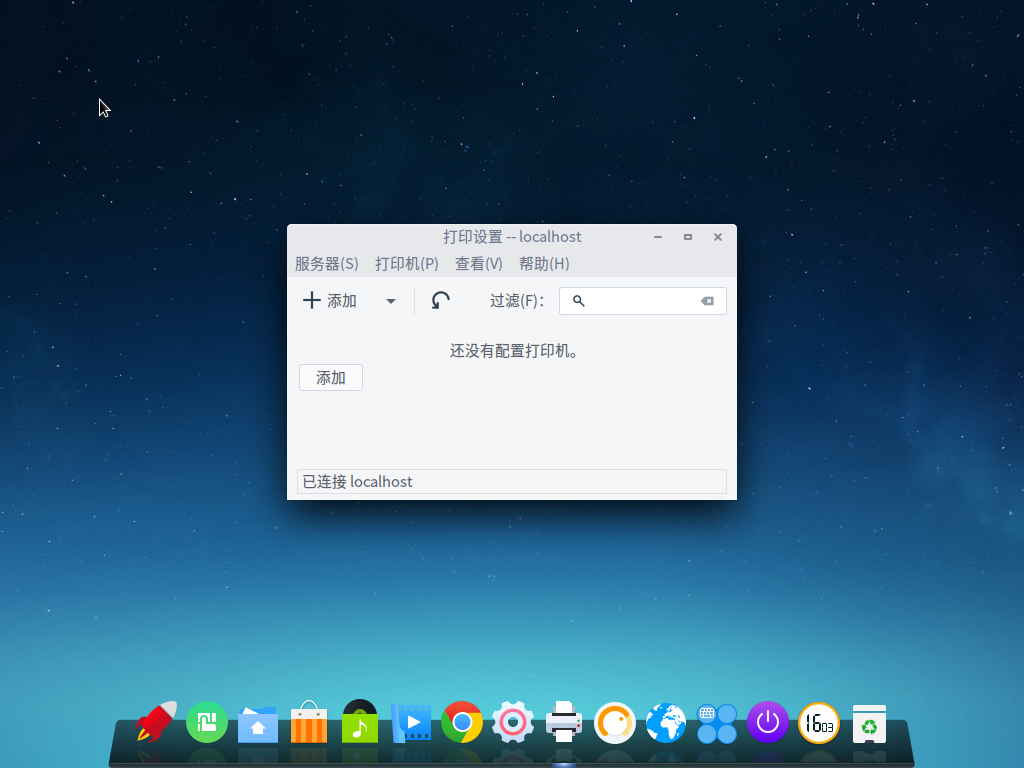 打印设置 -- localhost
服务器(S) 打印机(P) 查看(V) 帮助(H)
添加 过滤(F)：
还没有配置打印机。
添加
已连接 localhost
16 03